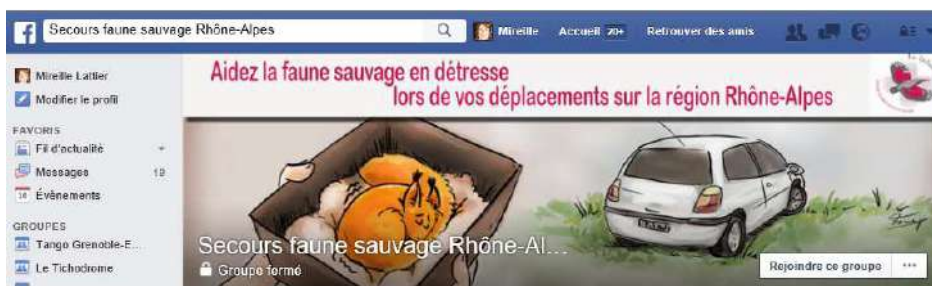 Secours faune sauvage Rhône-Alpes
Mireille Accueil 20+ Retrouver des amis
Mireille Lattier
Modifier le profil
FAVORIS
Fil d'actualité
Messages 19
Évènements
GROUPES
Tango Grenoble-E...
Le Tichodrome
Aidez la faune sauvage en détresse
lors de vos déplacements sur la région Rhône-Alpes
Secours faune sauvage Rhône-Al...
Groupe fermé
Rejoindre ce groupe ...